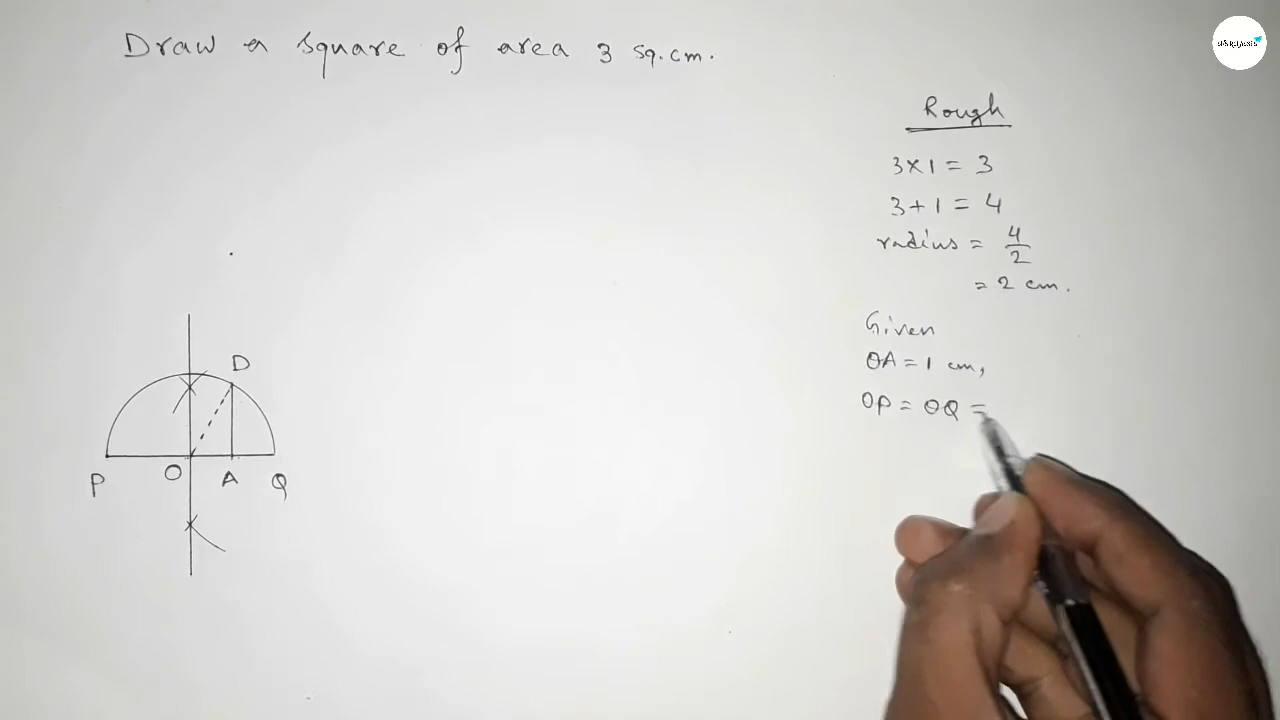 Draw a square of area 3 sq.cm.
Rough
3×1 = 3
3+1 = 4
radius = 4/2
= 2 cm.
Given
OA = 1 cm,
OP = OQ =
D
P O A Q